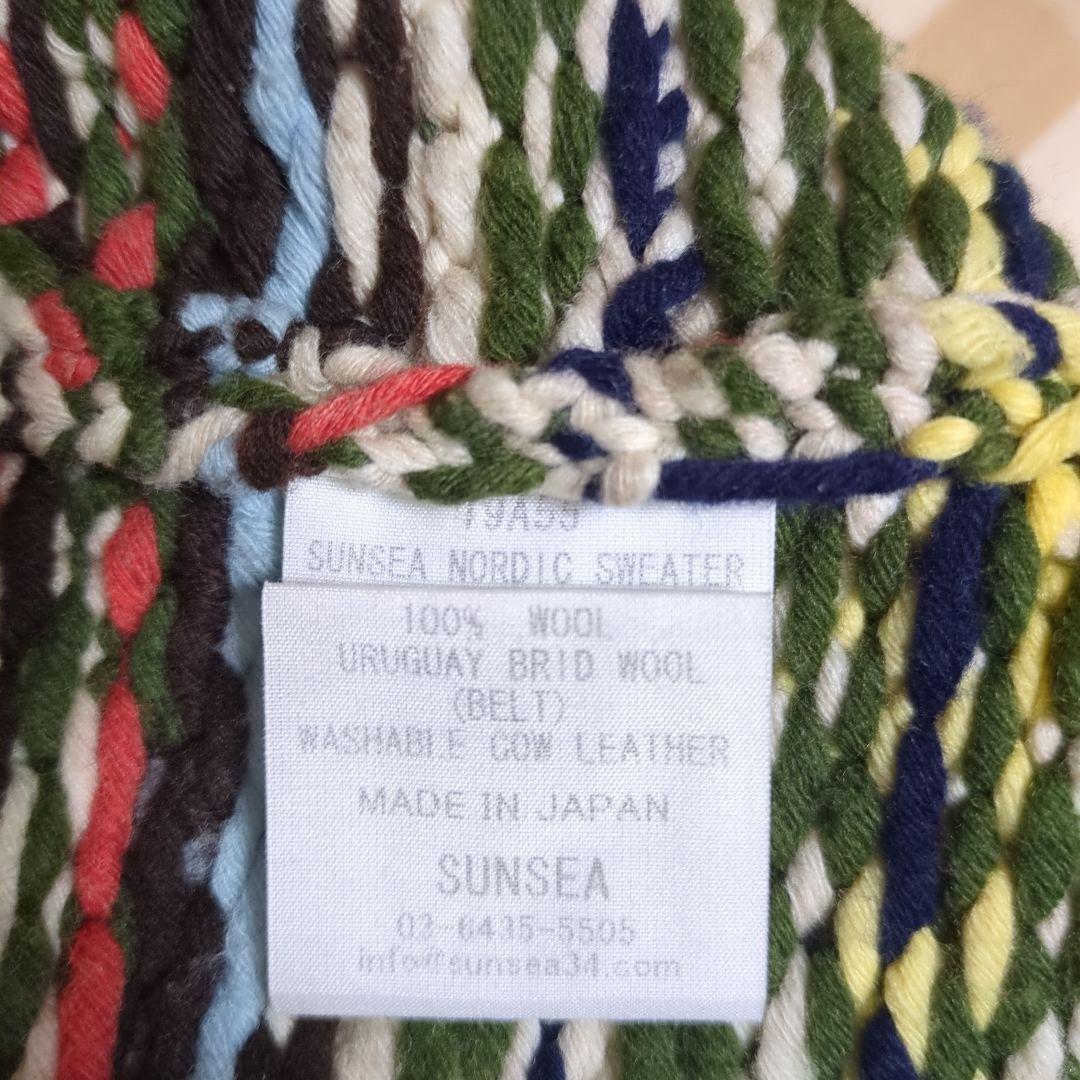 19A55
SUNSEA NORDIC SWEATER
100% WOOL
URUGUAY BRID WOOL
(BELT)
WASHABLE COW LEATHER
MADE IN JAPAN
SUNSEA
03-6435-5505
info@sunsea34.com